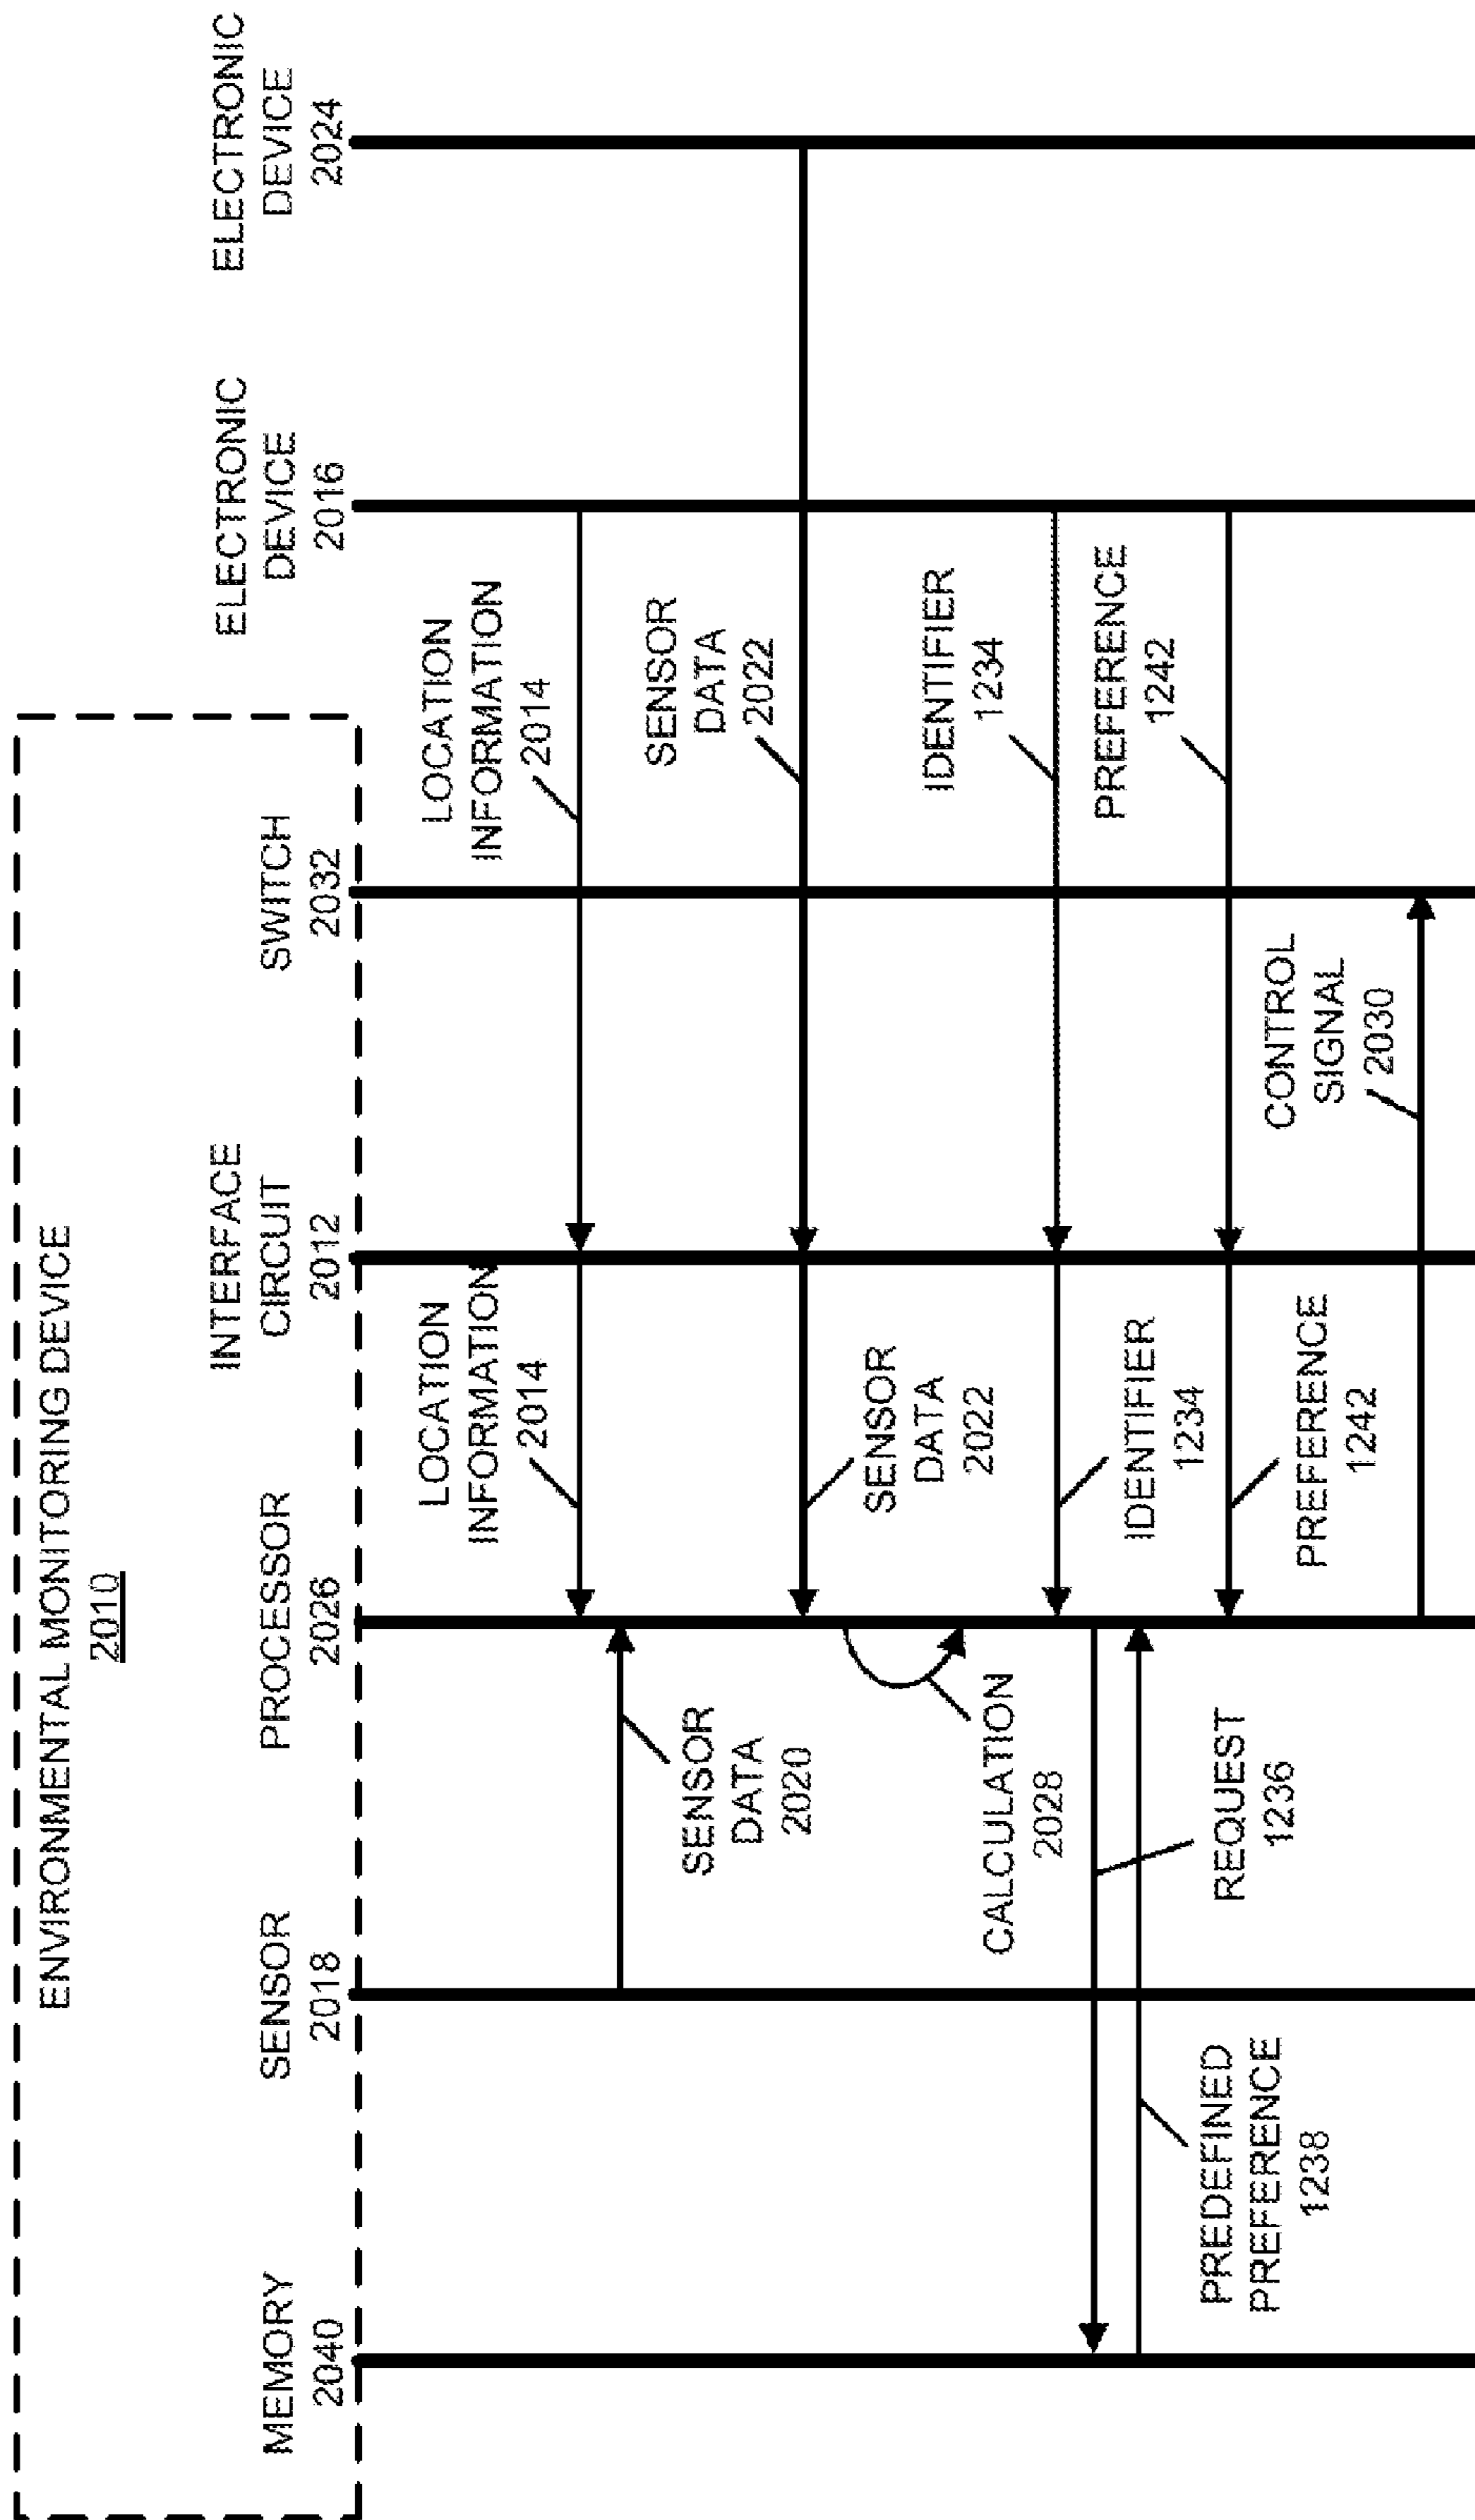 ENVIRONMENTAL MONITORING DEVICE
2010
MEMORY
2040
SENSOR
2018
PROCESSOR
2026
INTERFACE
CIRCUIT
2012
SWITCH
2032
ELECTRONIC
DEVICE
2016
ELECTRONIC
DEVICE
2024
LOCATION
INFORMATION
2014
LOCATION
INFORMATION
2014
SENSOR
DATA
2020
SENSOR
DATA
2022
SENSOR
DATA
2022
CALCULATION
2028
IDENTIFIER
1234
IDENTIFIER
1234
REQUEST
1236
PREDEFINED
PREFERENCE
1238
PREFERENCE
1242
PREFERENCE
1242
CONTROL
SIGNAL
2030